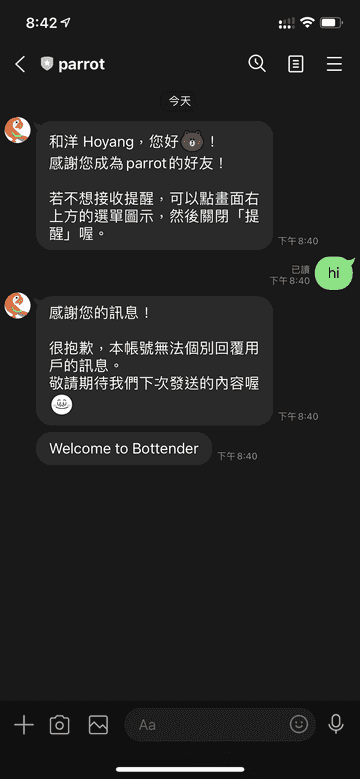 8:42
parrot
今天
和洋 Hoyang，您好！
感謝您成為parrot的好友！
若不想接收提醒，可以點畫面右
上方的選單圖示，然後關閉「提
醒」喔。
下午8:40
已讀
下午8:40
hi
感謝您的訊息！
很抱歉，本帳號無法個別回覆用
戶的訊息。
敬請期待我們下次發送的內容喔
下午8:40
Welcome to Bottender
下午8:40
Aa